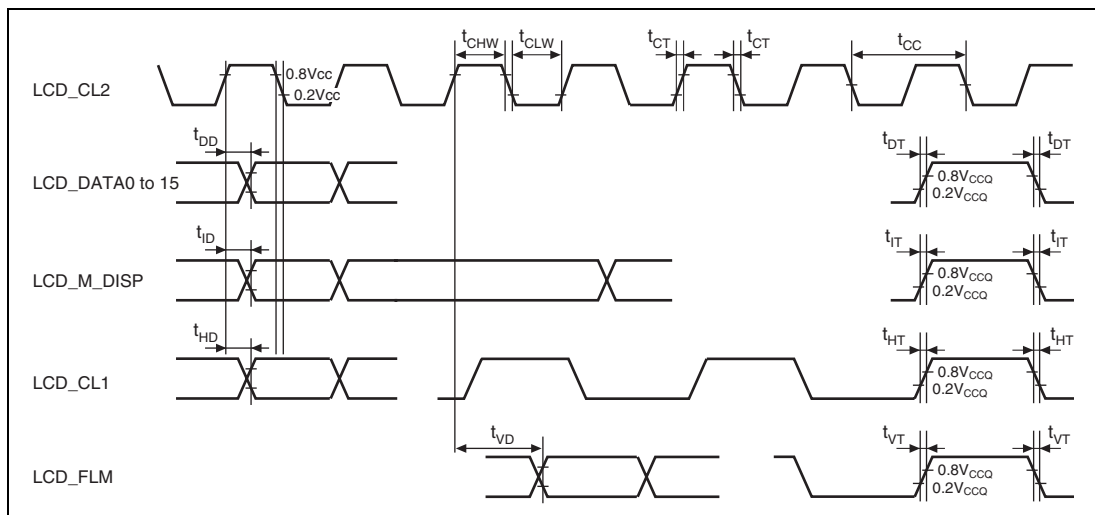 tCHW tCLW tCT tCT tCC
LCD_CL2 0.8Vcc
0.2Vcc
tDD tDT tDT
LCD_DATA0 to 15 0.8VCCQ
0.2VCCQ
tID tIT tIT
LCD_M_DISP 0.8VCCQ
0.2VCCQ
tHD tHT tHT
LCD_CL1 0.8VCCQ
0.2VCCQ
tVD tVT tVT
LCD_FLM 0.8VCCQ
0.2VCCQ